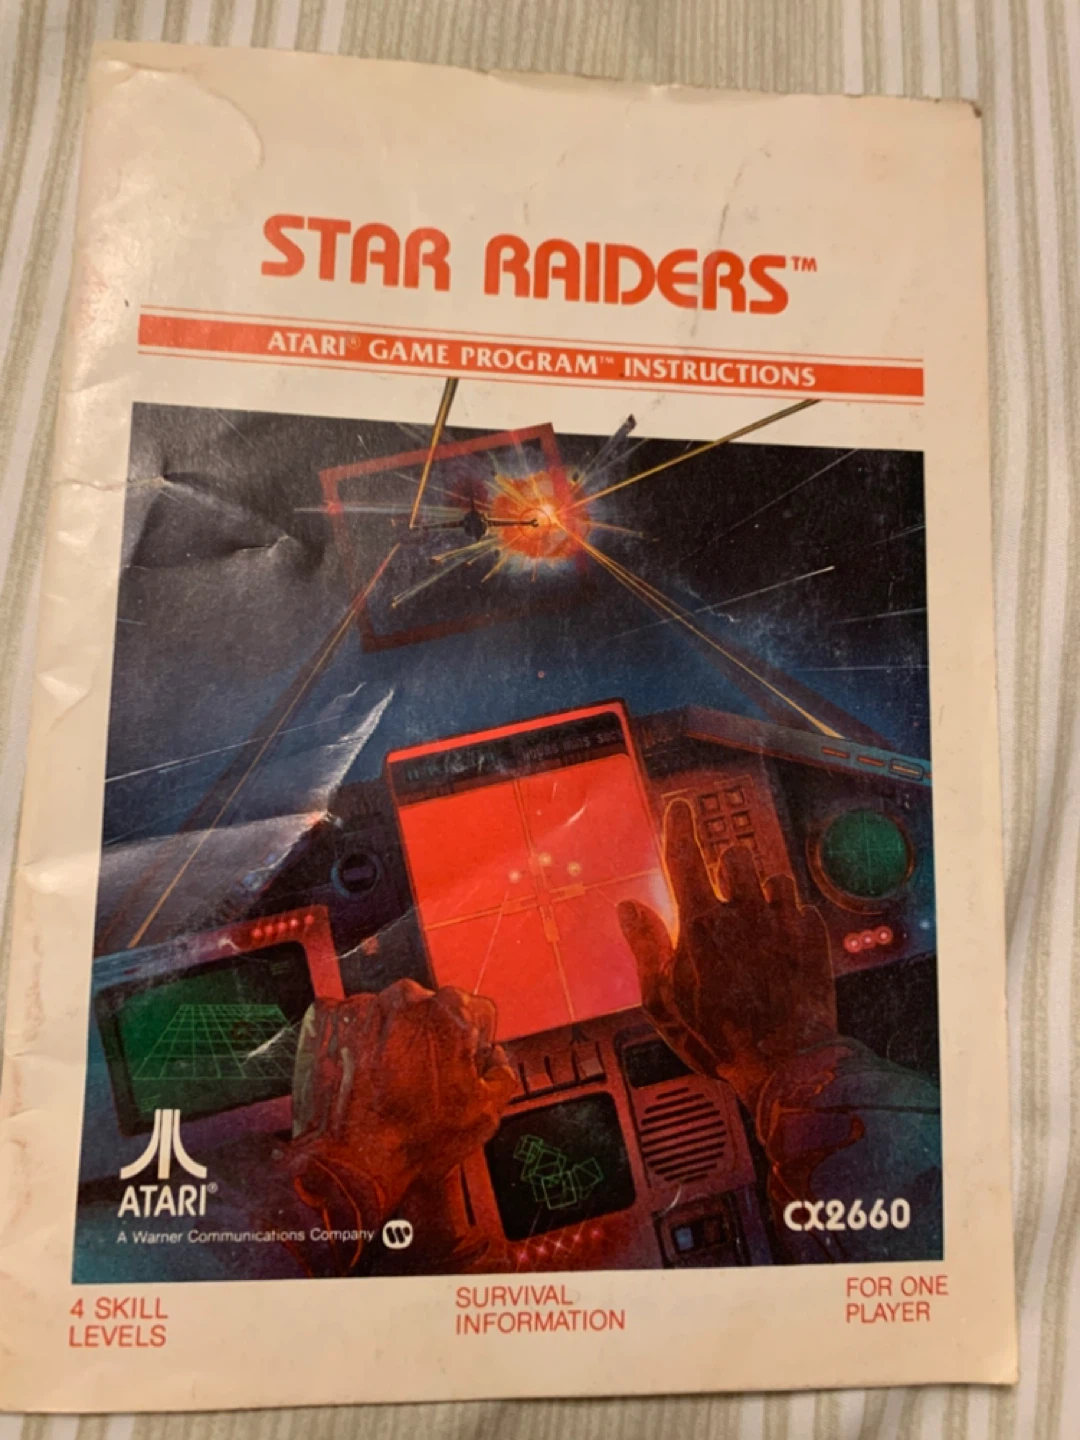 STAR RAIDERS™
ATARI® GAME PROGRAM™ INSTRUCTIONS
ATARI®
A Warner Communications Company
CX2660
4 SKILL
LEVELS
SURVIVAL
INFORMATION
FOR ONE
PLAYER